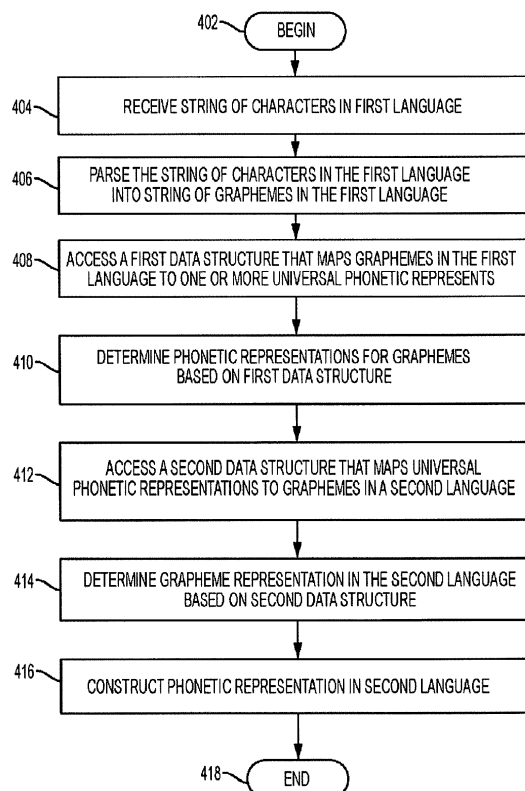 402
BEGIN
404
RECEIVE STRING OF CHARACTERS IN FIRST LANGUAGE
406
PARSE THE STRING OF CHARACTERS IN THE FIRST LANGUAGE
INTO STRING OF GRAPHEMES IN THE FIRST LANGUAGE
408
ACCESS A FIRST DATA STRUCTURE THAT MAPS GRAPHEMES IN THE FIRST
LANGUAGE TO ONE OR MORE UNIVERSAL PHONETIC REPRESENTS
410
DETERMINE PHONETIC REPRESENTATIONS FOR GRAPHEMES
BASED ON FIRST DATA STRUCTURE
412
ACCESS A SECOND DATA STRUCTURE THAT MAPS UNIVERSAL
PHONETIC REPRESENTATIONS TO GRAPHEMES IN A SECOND LANGUAGE
414
DETERMINE GRAPHEME REPRESENTATION IN THE SECOND LANGUAGE
BASED ON SECOND DATA STRUCTURE
416
CONSTRUCT PHONETIC REPRESENTATION IN SECOND LANGUAGE
418
END